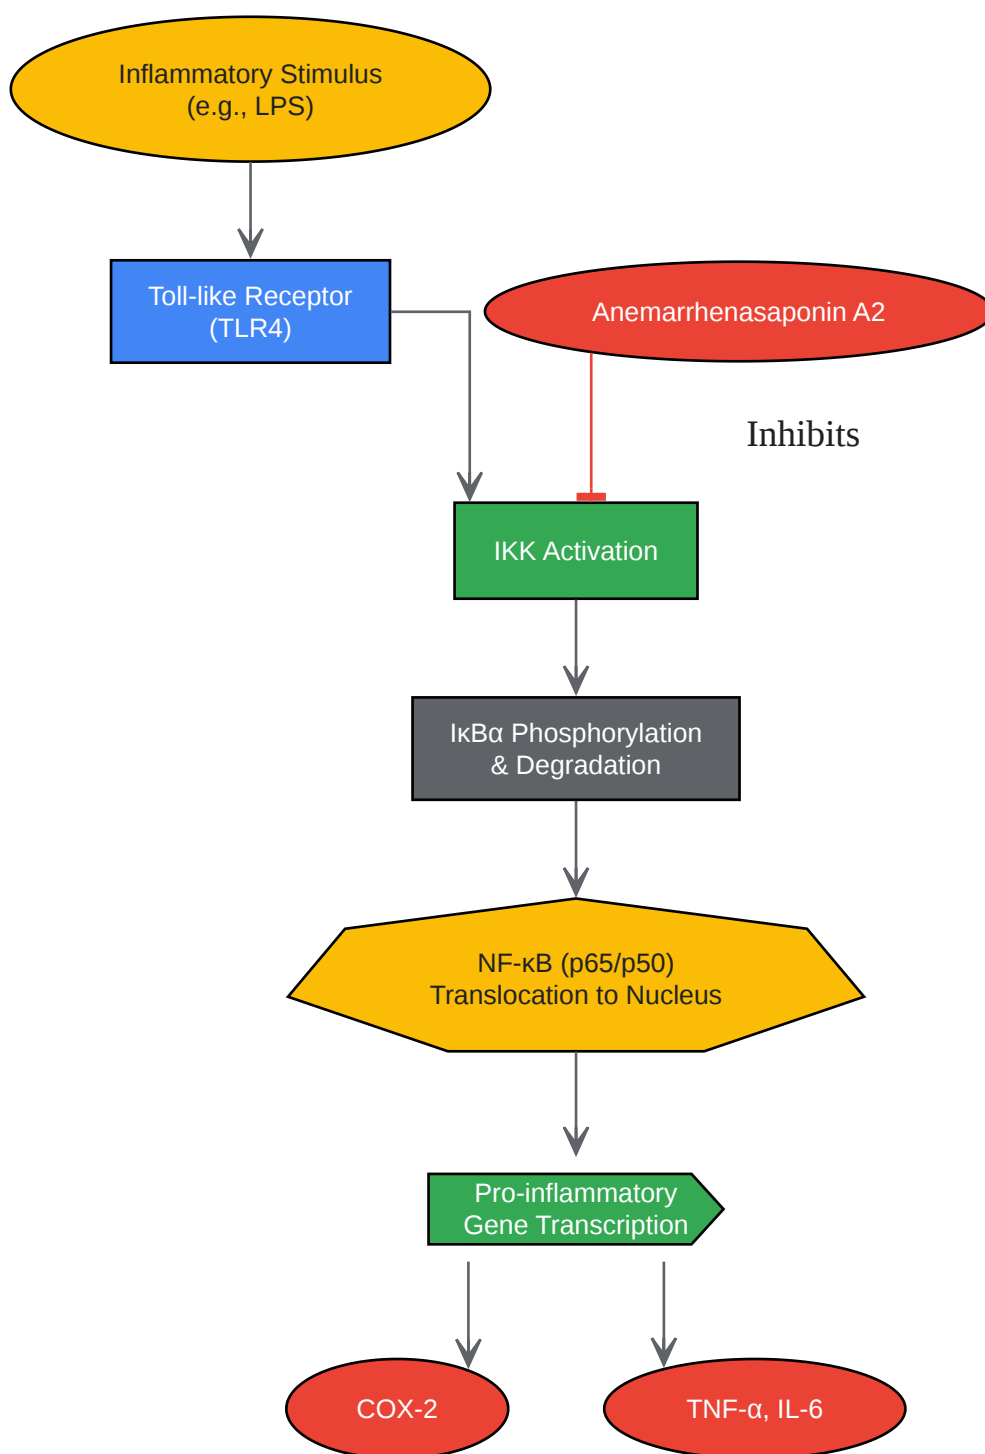 Inflammatory Stimulus
(e.g., LPS)
Toll-like Receptor
(TLR4)
Anemarrhenasaponin A2
Inhibits
IKK Activation
IκBα Phosphorylation
& Degradation
NF-κB (p65/p50)
Translocation to Nucleus
Pro-inflammatory
Gene Transcription
COX-2
TNF-α, IL-6